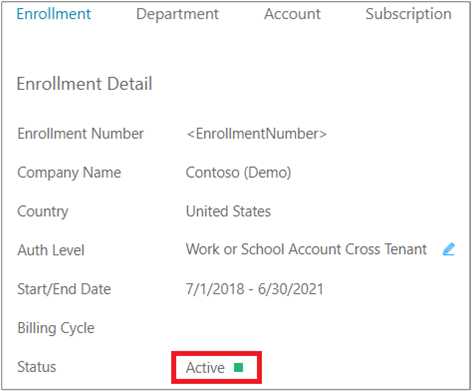 Enrollment Department Account Subscription
Enrollment Detail
Enrollment Number <EnrollmentNumber>
Company Name Contoso (Demo)
Country United States
Auth Level Work or School Account Cross Tenant
Start/End Date 7/1/2018 - 6/30/2021
Billing Cycle
Status Active